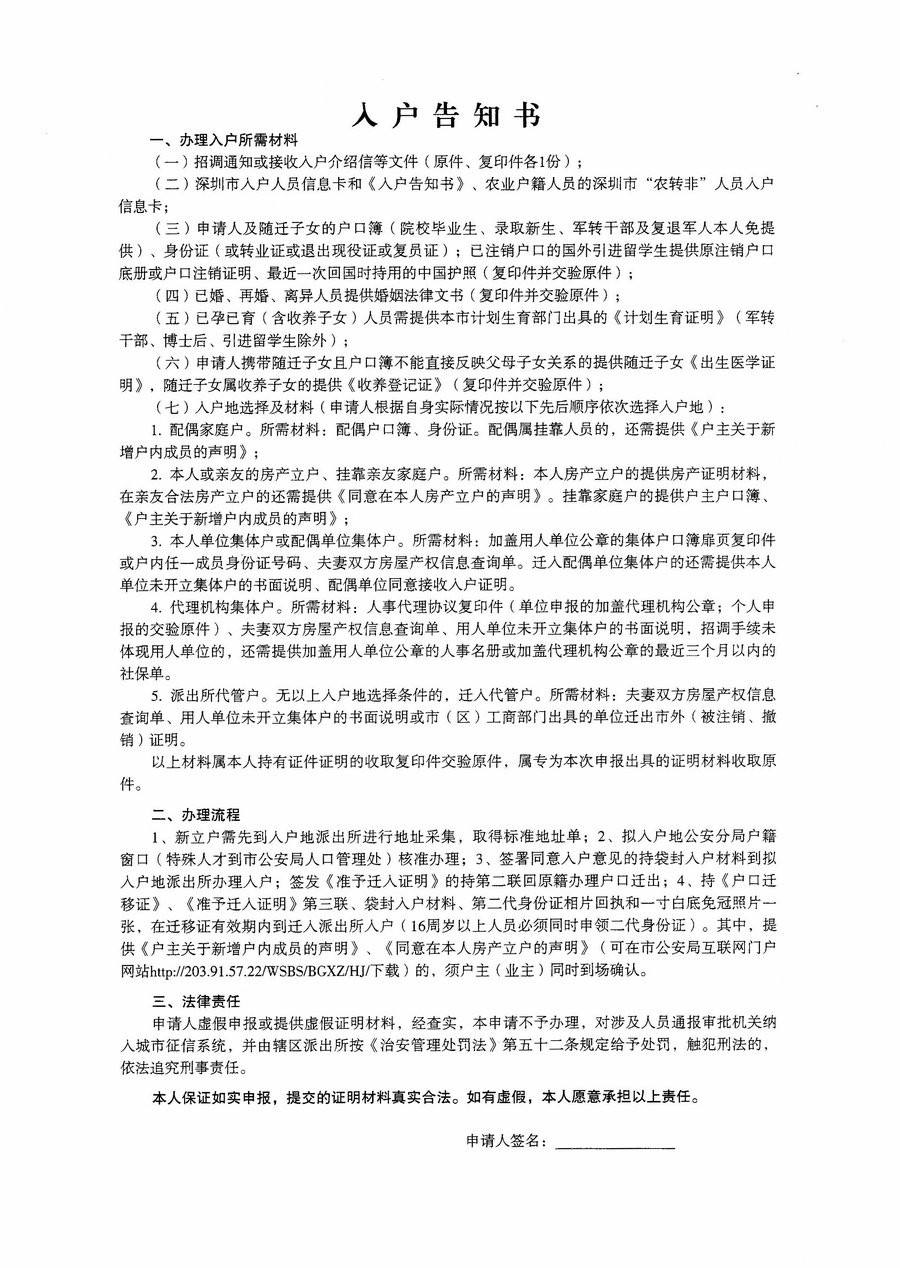 入户告知书
一、办理入户所需材料
（一）招调通知或接收入户介绍信等文件（原件、复印件各1份）；
（二）深圳市入户人员信息卡和《入户告知书》、农业户籍人员的深圳市“农转非”人员入户
信息卡；
（三）申请人及随迁子女的户口簿（院校毕业生、录取新生、军转干部及复退军人本人免提
供）、身份证（或转业证或退出现役证或复员证）；已注销户口的国外引进留学生提供原注销户口
底册或户口注销证明、最近一次回国时持用的中国护照（复印件并交验原件）；
（四）已婚、再婚、离异人员提供婚姻法律文书（复印件并交验原件）；
（五）已孕已育（含收养子女）人员需提供本市计划生育部门出具的《计划生育证明》（军转
干部、博士后、引进留学生除外）；
（六）申请人携带随迁子女且户口簿不能直接反映父母子女关系的提供随迁子女《出生医学证
明》，随迁子女属收养子女的提供《收养登记证》（复印件并交验原件）；
（七）入户地选择及材料（申请人根据自身实际情况按以下先后顺序依次选择入户地）：
1. 配偶家庭户。所需材料：配偶户口簿、身份证。配偶属挂靠人员的，还需提供《户主关于新
增户内成员的声明》；
2. 本人或亲友的房产立户、挂靠亲友家庭户。所需材料：本人房产立户的提供房产证明材料，
在亲友合法房产立户的还需提供《同意在本人房产立户的声明》。挂靠家庭户的提供户主户口簿、
《户主关于新增户内成员的声明》；
3. 本人单位集体户或配偶单位集体户。所需材料：加盖用人单位公章的集体户口簿扉页复印件
或户内任一成员身份证号码、夫妻双方房屋产权信息查询单。迁入配偶单位集体户的还需提供本人
单位未开立集体户的书面说明、配偶单位同意接收入户证明。
4. 代理机构集体户。所需材料：人事代理协议复印件（单位申报的加盖代理机构公章；个人申
报的交验原件）、夫妻双方房屋产权信息查询单、用人单位未开立集体户的书面说明，招调手续未
体现用人单位的，还需提供加盖用人单位公章的人事名册或加盖代理机构公章的最近三个月以内的
社保单。
5. 派出所代管户。无以上入户地选择条件的，迁入代管户。所需材料：夫妻双方房屋产权信息
查询单、用人单位未开立集体户的书面说明或市（区）工商部门出具的单位迁出市外（被注销、撤
销）证明。
以上材料属本人持有证件证明的收取复印件交验原件，属专为本次申报出具的证明材料收取原
件。
二、办理流程
1、新立户需先到入户地派出所进行地址采集，取得标准地址单；2、拟入户地公安分局户籍
窗口（特殊人才到市公安局人口管理处）核准办理；3、签署同意入户意见的持袋封入户材料到拟
入户地派出所办理入户；签发《准予迁入证明》的持第二联回原籍办理户口迁出；4、持《户口迁
移证》、《准予迁入证明》第三联、袋封入户材料、第二代身份证相片回执和一寸白底免冠照片一
张，在迁移证有效期内到迁入派出所入户（16周岁以上人员必须同时申领二代身份证）。其中，提
供《户主关于新增户内成员的声明》、《同意在本人房产立户的声明》（可在市公安局互联网门户
网站http://203.91.57.22/WSBS/BGXZ/HJ/下载）的，须户主（业主）同时到场确认。
三、法律责任
申请人虚假申报或提供虚假证明材料，经查实，本申请不予办理，对涉及人员通报审批机关纳
入城市征信系统，并由辖区派出所按《治安管理处罚法》第五十二条规定给予处罚，触犯刑法的，
依法追究刑事责任。
本人保证如实申报，提交的证明材料真实合法。如有虚假，本人愿意承担以上责任。
申请人签名：